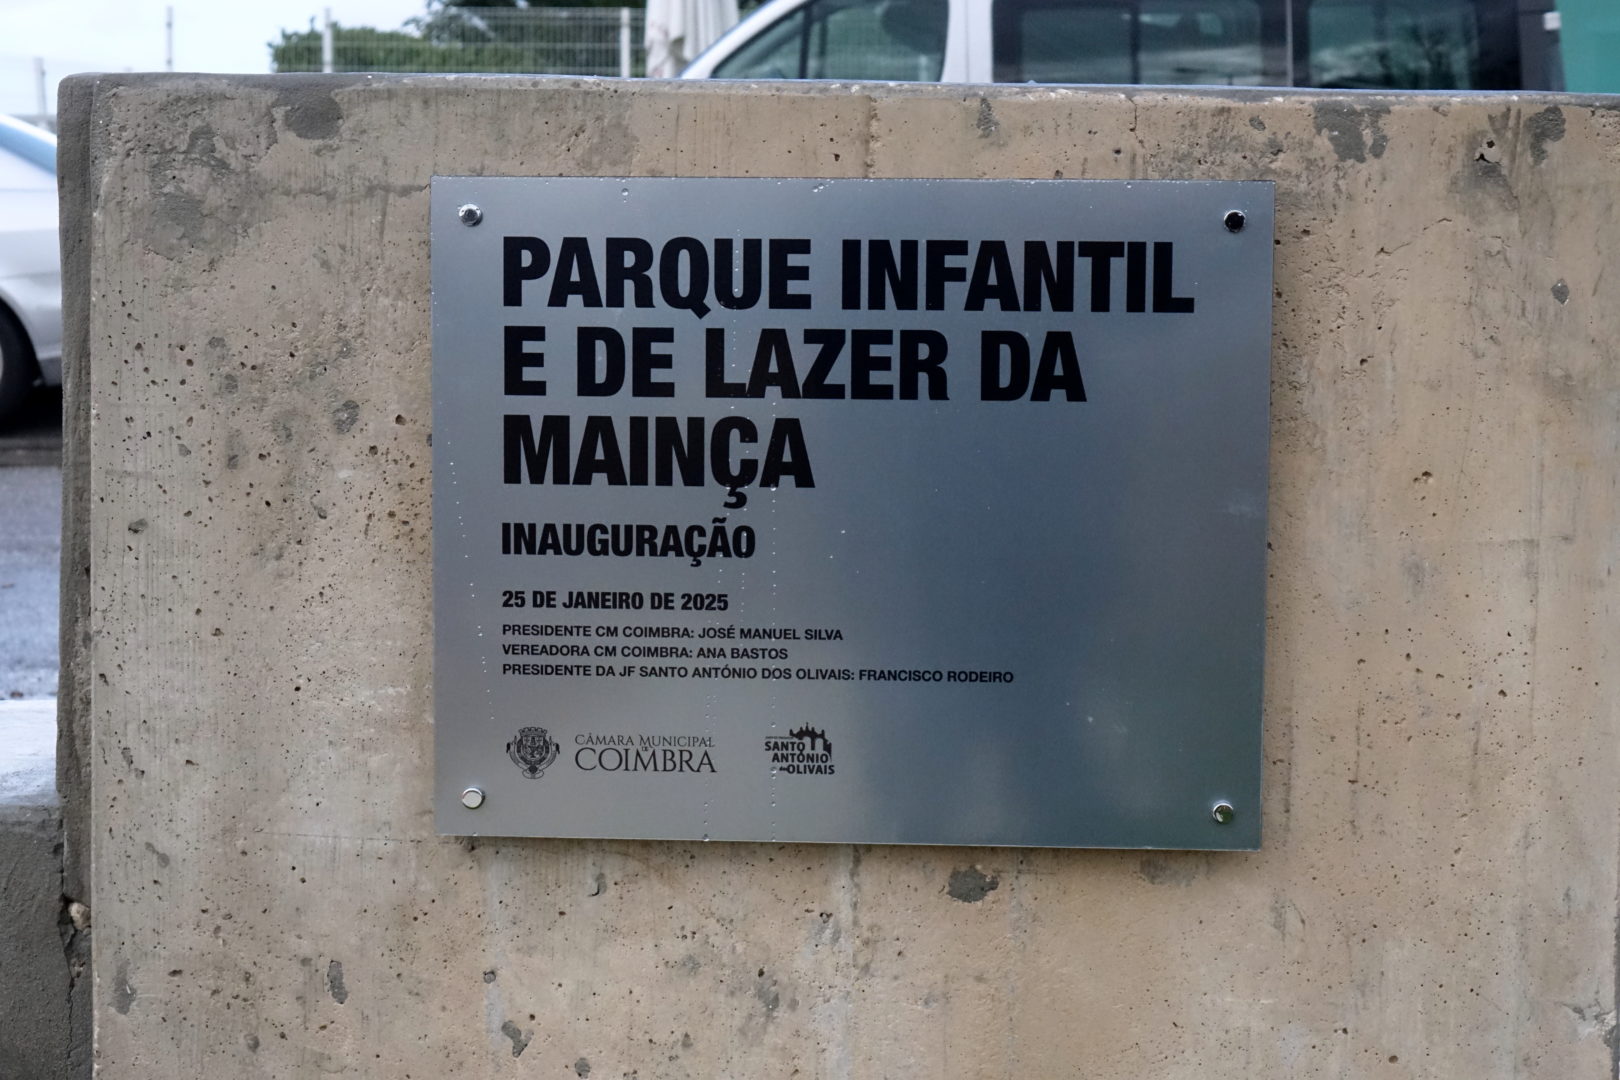 PARQUE INFANTIL
E DE LAZER DA
MAINÇA
INAUGURAÇÃO
25 DE JANEIRO DE 2025
PRESIDENTE CM COIMBRA: JOSÉ MANUEL SILVA
VEREADORA CM COIMBRA: ANA BASTOS
PRESIDENTE DA JF SANTO ANTÓNIO DOS OLIVAIS: FRANCISCO RODEIRO
CÂMARA MUNICIPAL
DE
COIMBRA
SANTO
ANTÓNIO
dos OLIVAIS